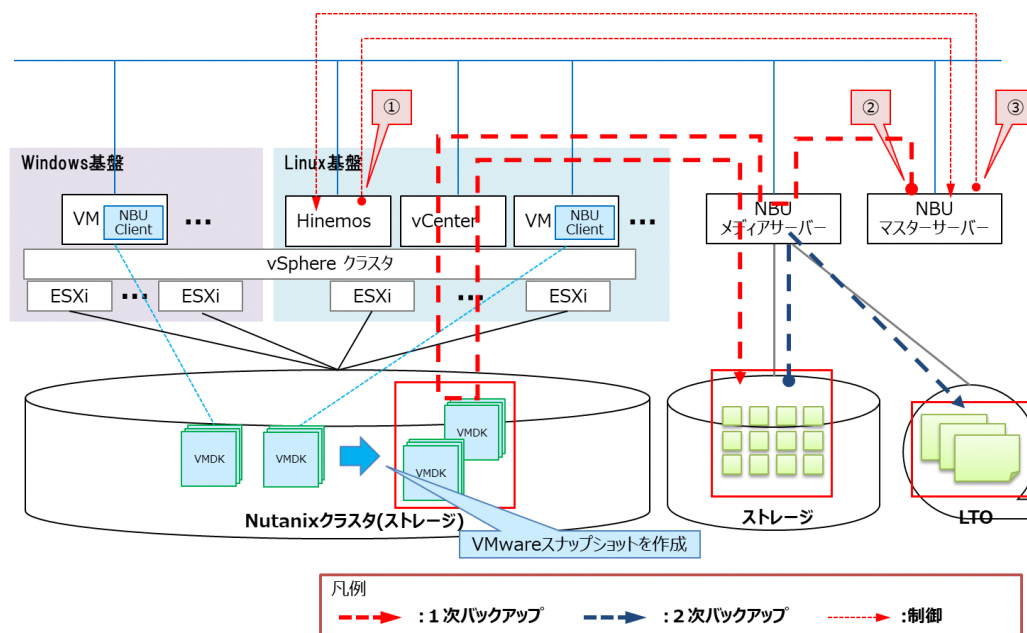 ①
②
③
Windows基盤
Linux基盤
VM
NBU
Client
…
Hinemos
vCenter
VM
NBU
Client
…
NBU
メディアサーバー
NBU
マスターサーバー
vSphere クラスタ
ESXi
…
ESXi
ESXi
…
ESXi
VMDK
VMDK
VMDK
VMDK
Nutanixクラスタ(ストレージ)
ストレージ
LTO
VMwareスナップショットを作成
凡例
：１次バックアップ
：２次バックアップ
：制御